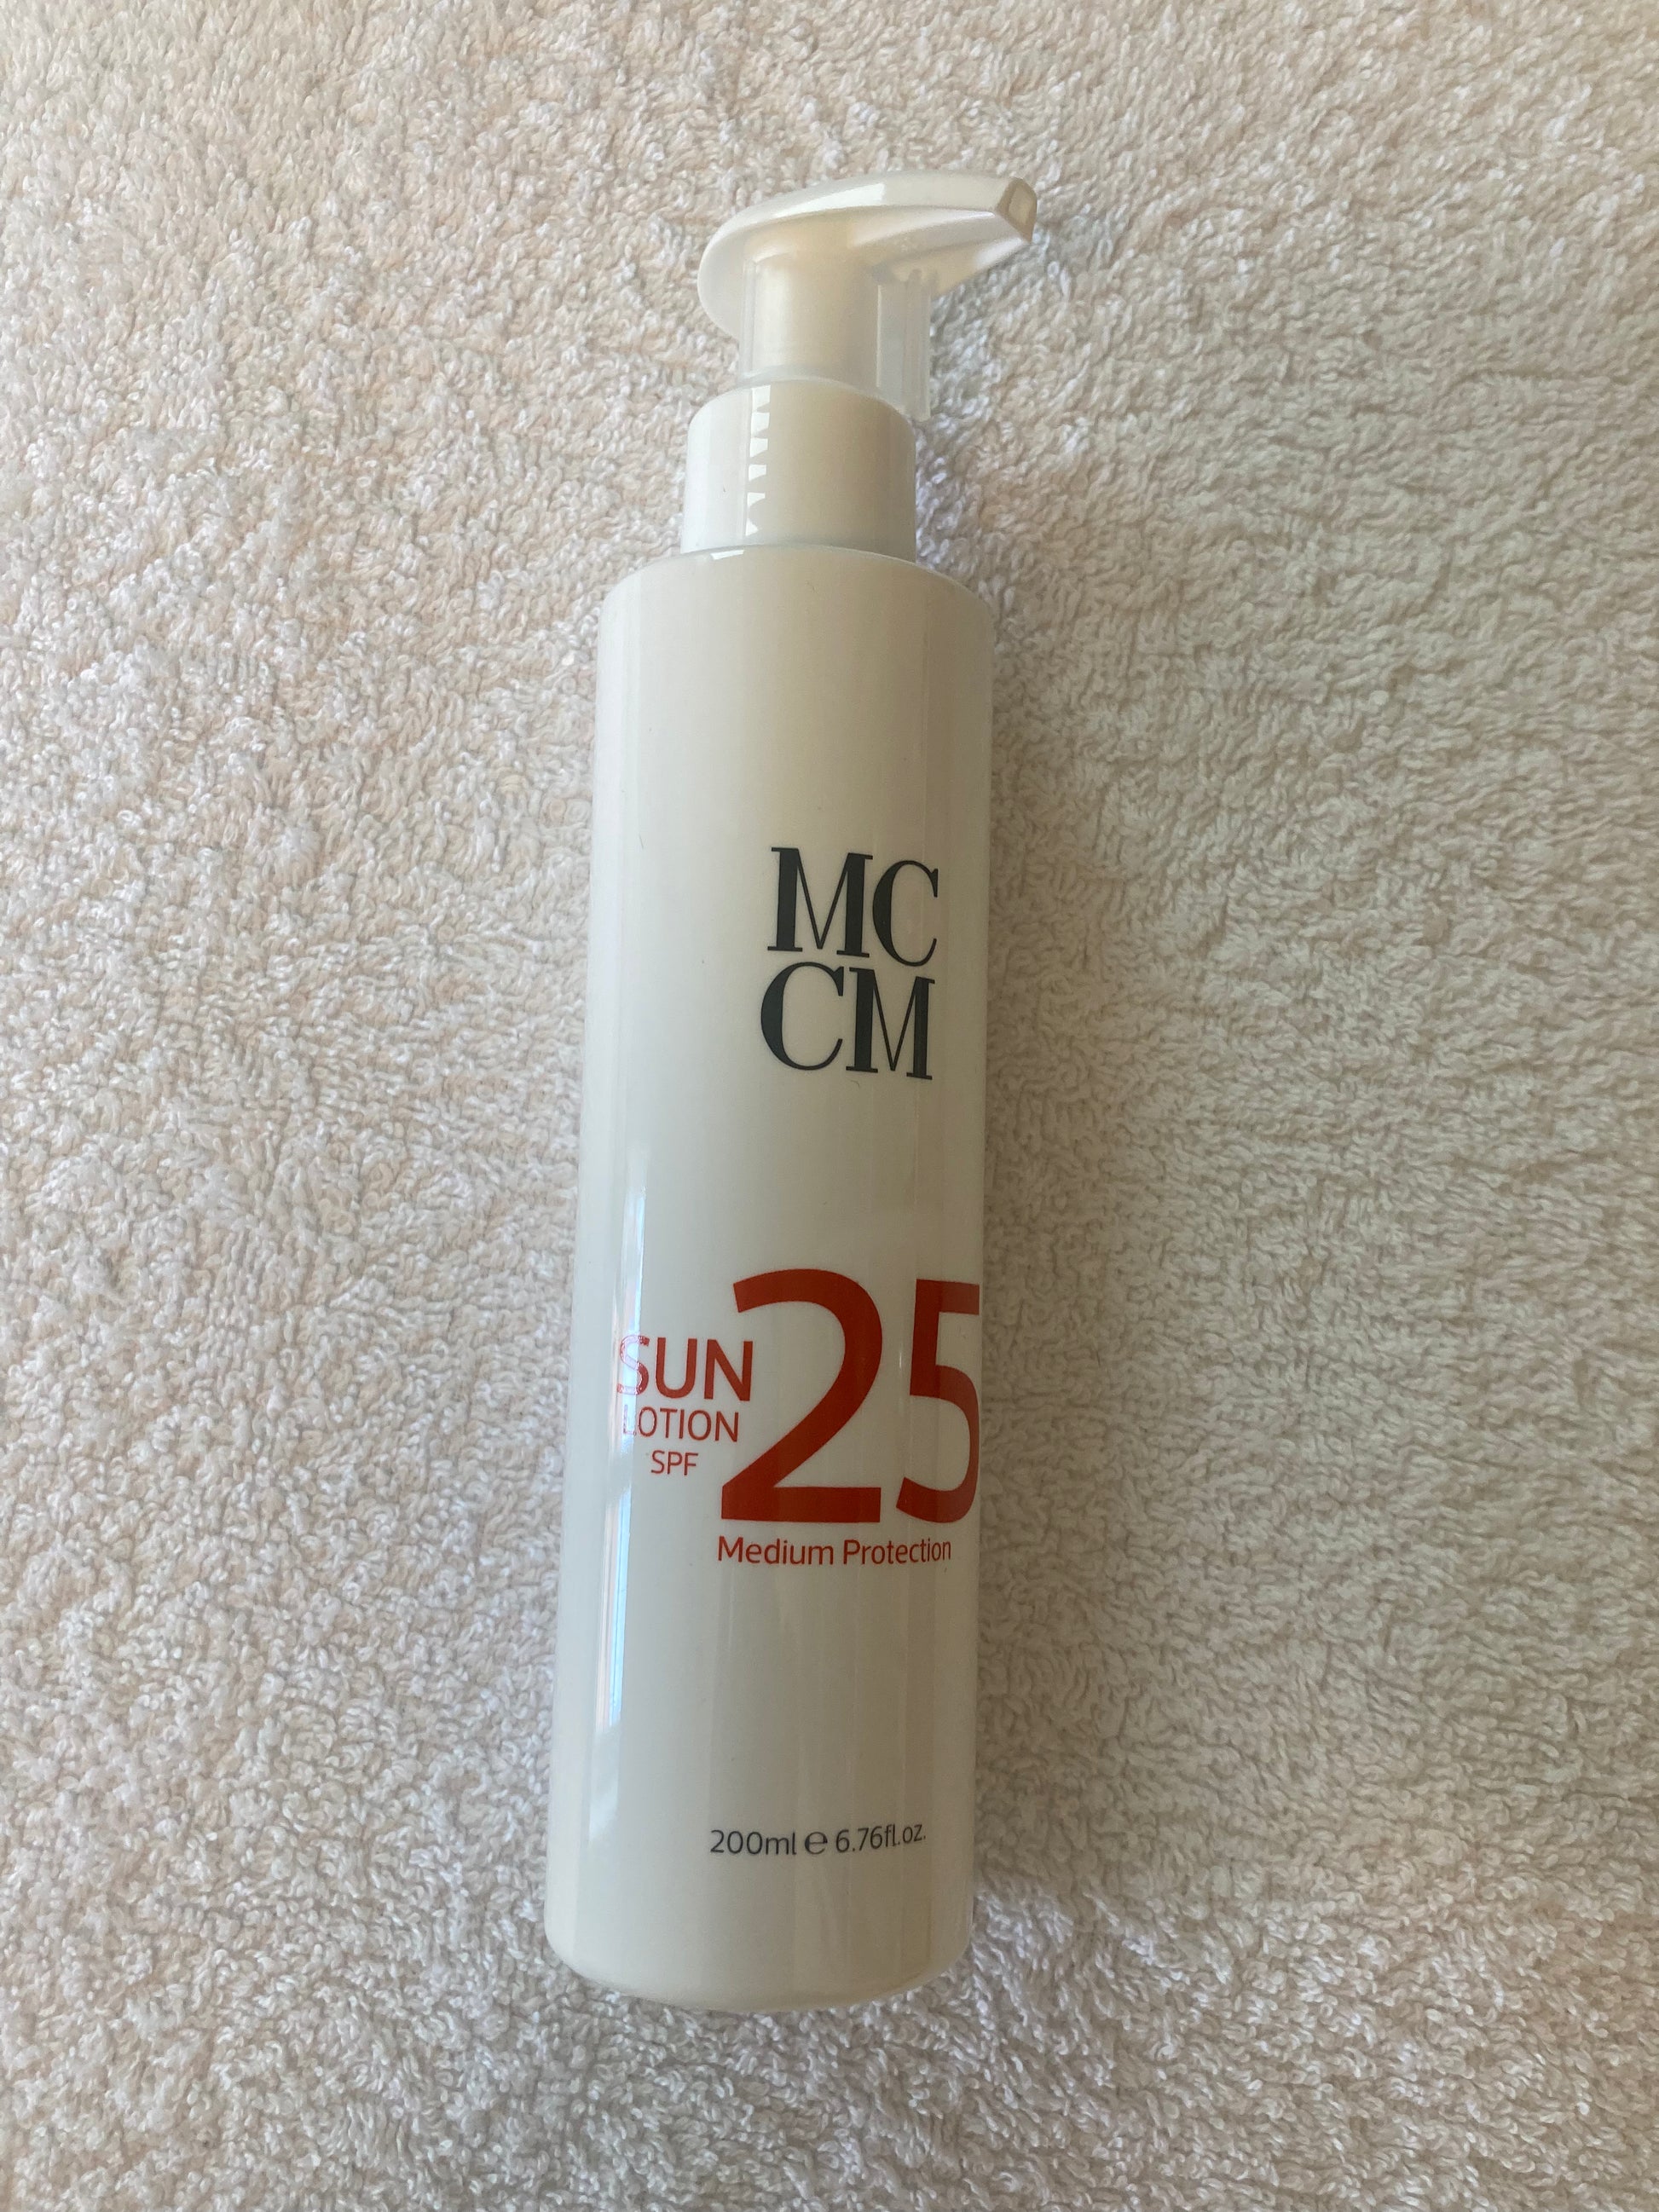 MC
CM
SUN 25
LOTION
SPF
Medium Protection
200ml ℮ 6.76fl.oz.